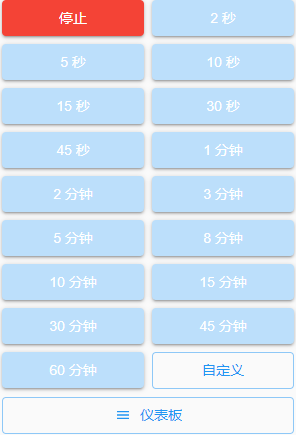 停止
2 秒
5 秒
10 秒
15 秒
30 秒
45 秒
1 分钟
2 分钟
3 分钟
5 分钟
8 分钟
10 分钟
15 分钟
30 分钟
45 分钟
60 分钟
自定义
仪表板